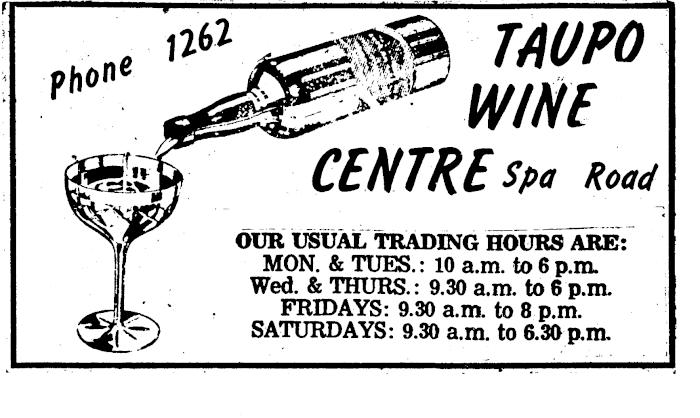 Phone 1262
TAUPO
WINE
CENTRE Spa Road
OUR USUAL TRADING HOURS ARE:
MON. & TUES.: 10 a.m. to 6 p.m.
Wed. & THURS.: 9.30 a.m. to 6 p.m.
FRIDAYS: 9.30 a.m. to 8 p.m.
SATURDAYS: 9.30 a.m. to 6.30 p.m.